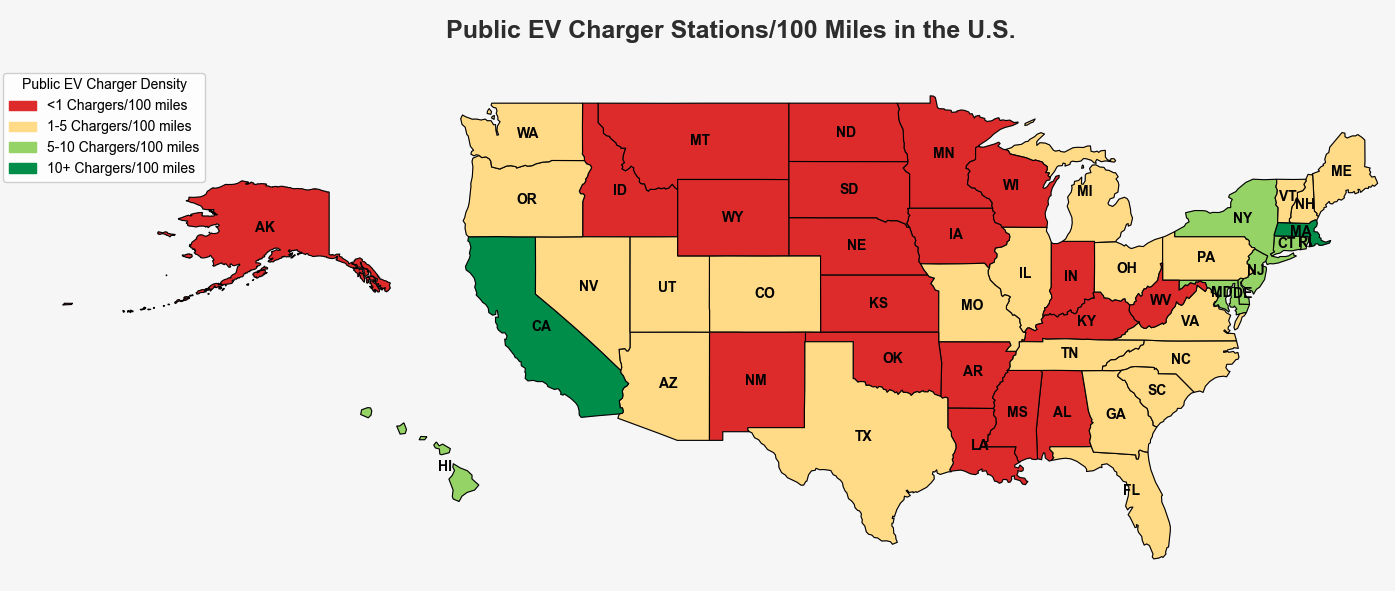 Public EV Charger Stations/100 Miles in the U.S.
Public EV Charger Density
<1 Chargers/100 miles
1-5 Chargers/100 miles
5-10 Chargers/100 miles
10+ Chargers/100 miles
WA
MT
ND
MN
OR
ID
WY
SD
WI
MI
VT
NH
ME
AK
NE
IA
NY
MA
CT
RI
NV
UT
CO
KS
MO
IL
IN
OH
PA
NJ
MD
DE
CA
AZ
NM
OK
AR
TN
KY
WV
VA
NC
SC
TX
LA
MS
AL
GA
HI
FL